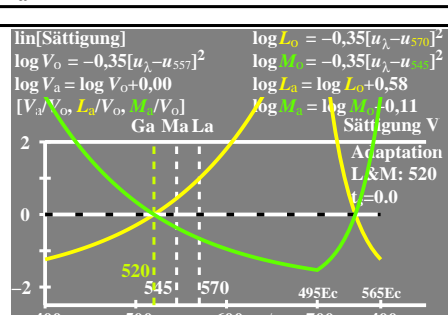 lin[Sättigung]
log Vₒ = –0,35[u_λ–u₅₅₇]²
log Vₐ = log Vₒ+0,00
[Vₐ/Vₒ, Lₐ/Vₒ, Mₐ/Vₒ]
log Lₒ = –0,35[u_λ–u₅₇₀]²
log Mₒ = –0,35[u_λ–u₅₄₅]²
log Lₐ = log Lₒ+0,58
log Mₐ = log Mₒ+0,11
Sättigung V
Ga Ma La
Adaptation
L&M: 520
=0.0
2
0
–2
520
545
570
495Ec
565Ec